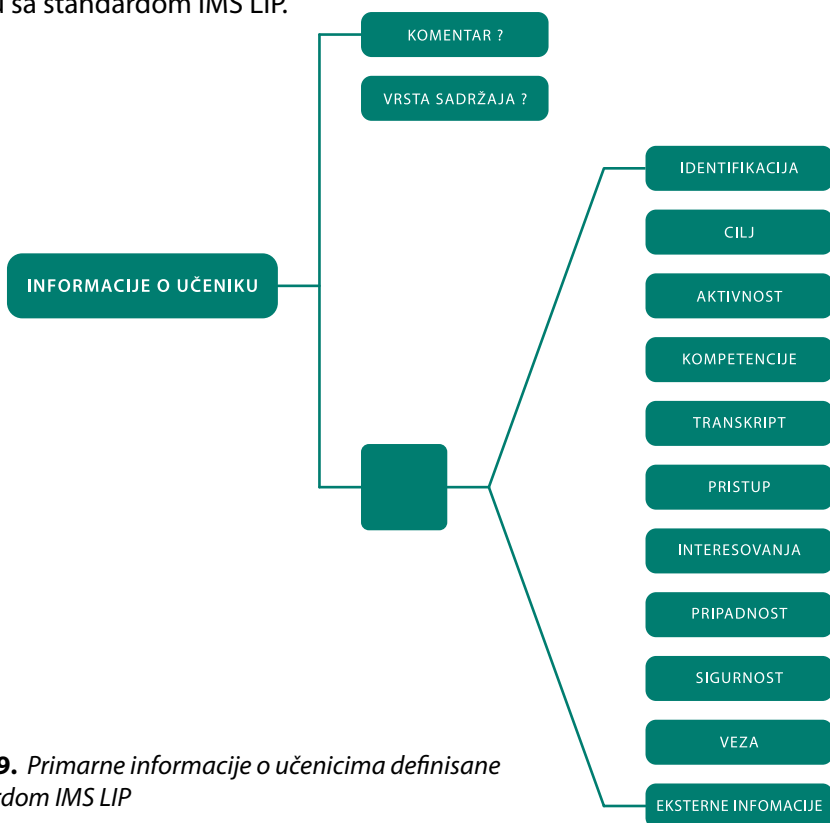 sa standardom IMS LIP.
KOMENTAR ?
VRSTA SADRŽAJA ?
INFORMACIJE O UČENIKU
IDENTIFIKACIJA
CILJ
AKTIVNOST
KOMPETENCIJE
TRANSKRIPT
PRISTUP
INTERESOVANJA
PRIPADNOST
SIGURNOST
VEZA
EKSTERNE INFOMACIJE
9. Primarne informacije o učenicima definisane
rdom IMS LIP